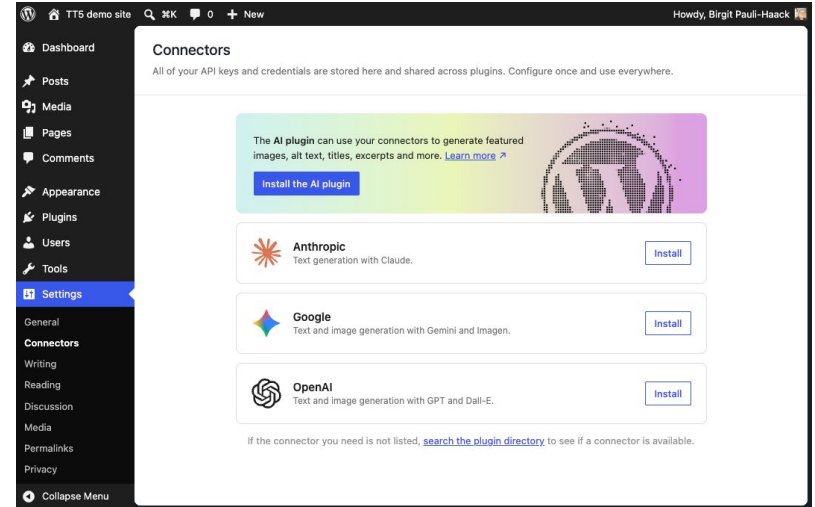 TT5 demo site
⌘K
0
New
Howdy, Birgit Pauli-Haack
Dashboard
Posts
Media
Pages
Comments
Appearance
Plugins
Users
Tools
Settings
General
Connectors
Writing
Reading
Discussion
Media
Permalinks
Privacy
Collapse Menu
Connectors
All of your API keys and credentials are stored here and shared across plugins. Configure once and use everywhere.
The AI plugin can use your connectors to generate featured
images, alt text, titles, excerpts and more. Learn more ↗
Install the AI plugin
Anthropic
Text generation with Claude.
Install
Google
Text and image generation with Gemini and Imagen.
Install
OpenAI
Text and image generation with GPT and Dall-E.
Install
If the connector you need is not listed, search the plugin directory to see if a connector is available.